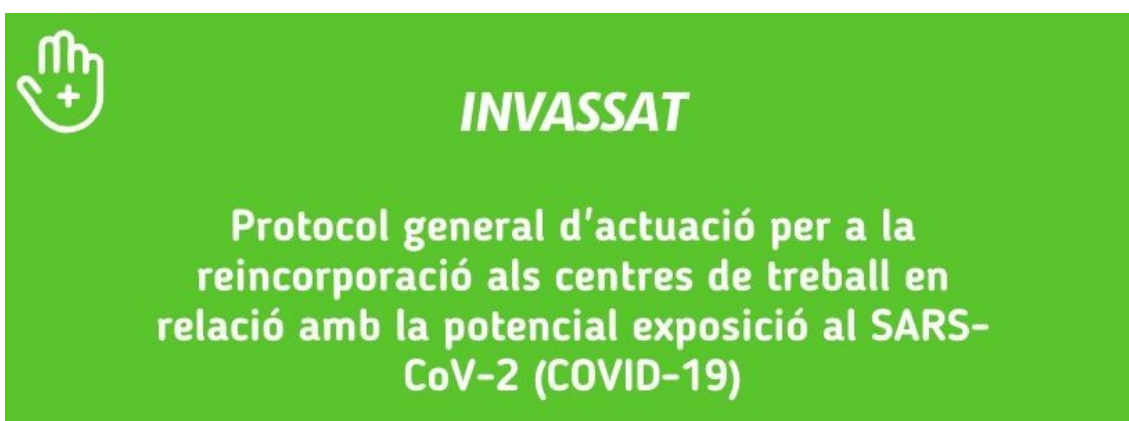 INVASSAT
Protocol general d'actuació per a la
reincorporació als centres de treball en
relació amb la potencial exposició al SARS-
CoV-2 (COVID-19)